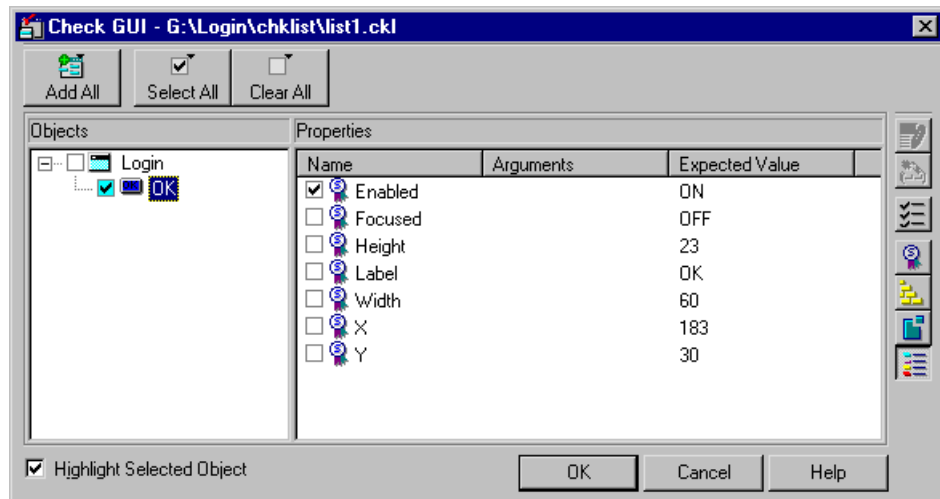 Check GUI - G:\Login\chklist\list1.ckl
Add All Select All Clear All
Objects Properties
Login
OK
Name Arguments Expected Value
Enabled ON
Focused OFF
Height 23
Label OK
Width 60
X 183
Y 30
Highlight Selected Object
OK Cancel Help